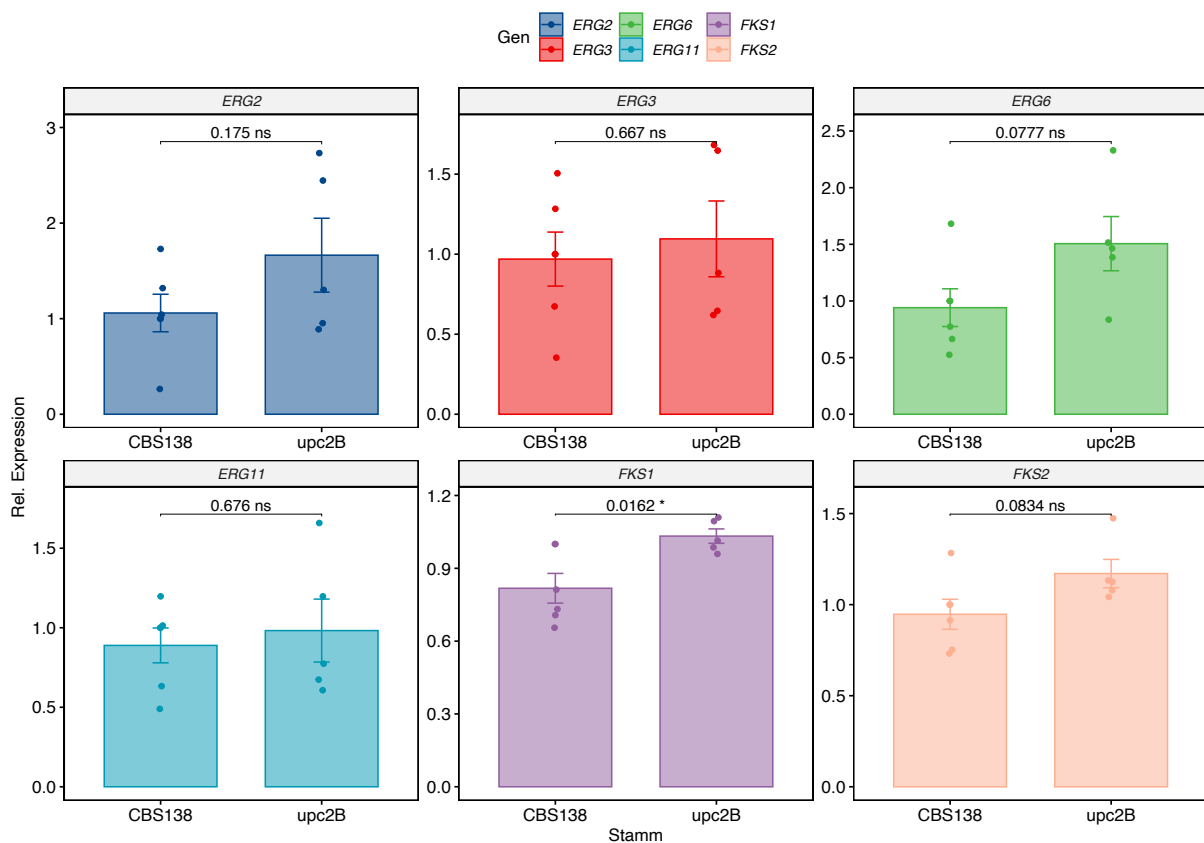 Gen
ERG2
ERG6
FKS1
ERG3
ERG11
FKS2
ERG2
ERG3
ERG6
0.175 ns
0.667 ns
0.0777 ns
3
2
1
0
1.5
1.0
0.5
0.0
2.5
2.0
1.5
1.0
0.5
0.0
CBS138
upc2B
CBS138
upc2B
CBS138
upc2B
Rel. Expression
ERG11
FKS1
FKS2
0.676 ns
0.0162 *
0.0834 ns
1.5
1.0
0.5
0.0
1.2
0.9
0.6
0.3
0.0
1.5
1.0
0.5
0.0
CBS138
upc2B
CBS138
upc2B
CBS138
upc2B
Stamm